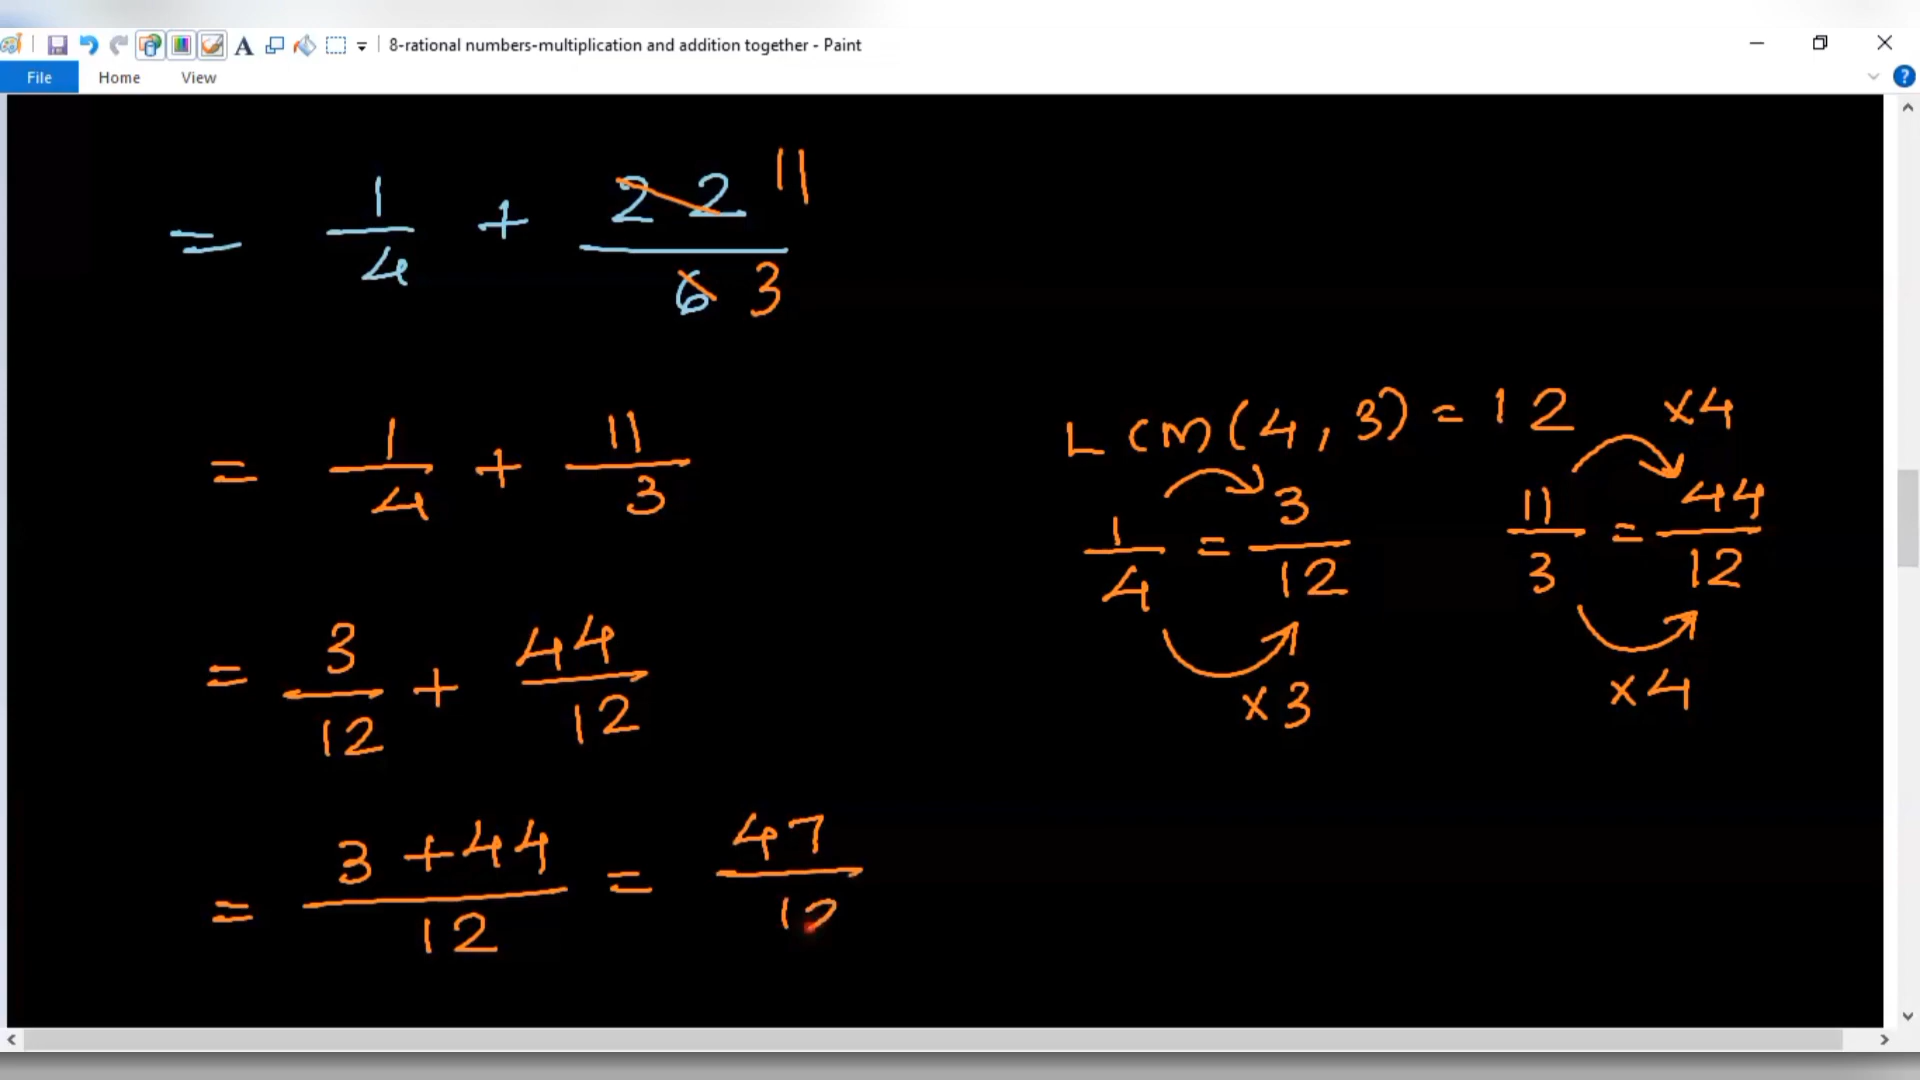 8-rational numbers-multiplication and addition together - Paint
File Home View
= 1/4 + 22/6 11/3
= 1/4 + 11/3
= 3/12 + 44/12
= 3+44/12 = 47/12
LCM(4,3) = 12
1/4 = 3/12
×3
×4
11/3 = 44/12
×4